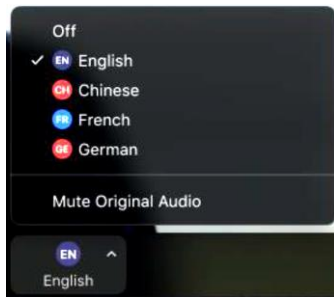 Off
EN English
CH Chinese
FR French
GE German
Mute Original Audio
EN
English